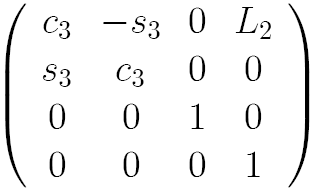 c₃ −s₃ 0 L₂
s₃ c₃ 0 0
0 0 1 0
0 0 0 1